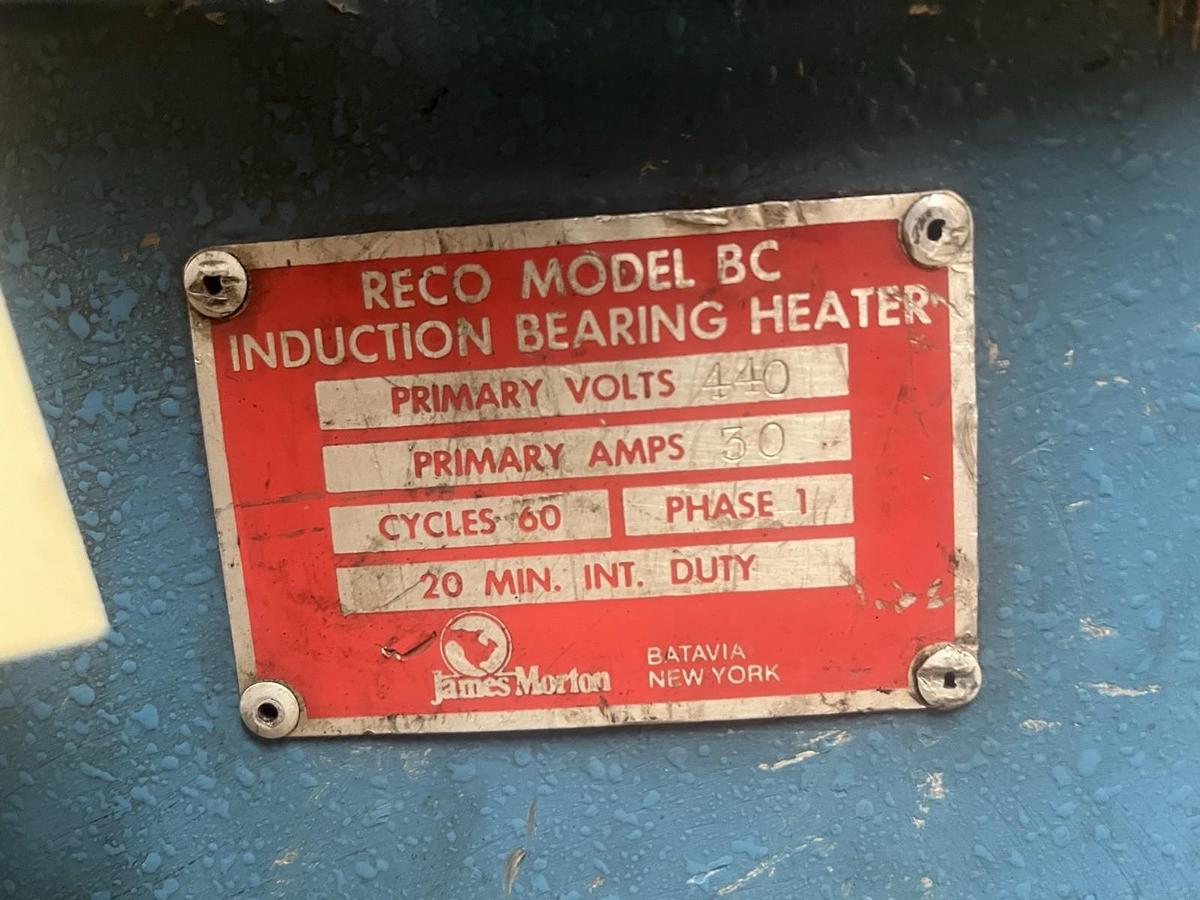 RECO MODEL BC
INDUCTION BEARING HEATER
PRIMARY VOLTS 440
PRIMARY AMPS 30
CYCLES 60 PHASE 1
20 MIN. INT. DUTY
James Morton
BATAVIA
NEW YORK